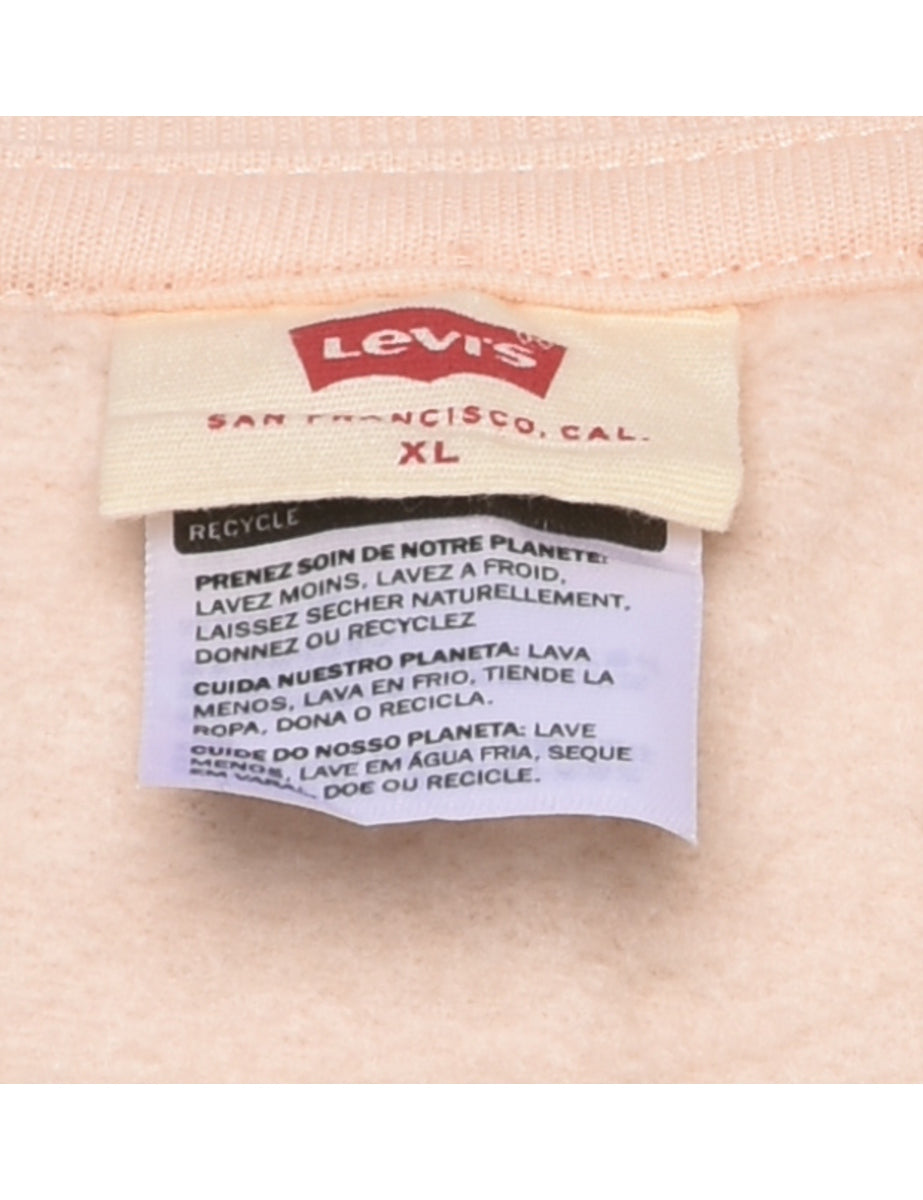 Levi's
SAN FRANCISCO, CAL.
XL
RECYCLE
PRENEZ SOIN DE NOTRE PLANETE:
LAVEZ MOINS, LAVEZ A FROID,
LAISSEZ SECHER NATURELLEMENT,
DONNEZ OU RECYCLEZ
CUIDA NUESTRO PLANETA: LAVA
MENOS, LAVA EN FRIO, TIENDE LA
ROPA, DONA O RECICLA.
CUIDE DO NOSSO PLANETA: LAVE
MENOS, LAVE EM ÁGUA FRIA, SEQUE
EM VARAL, DOE OU RECICLE.